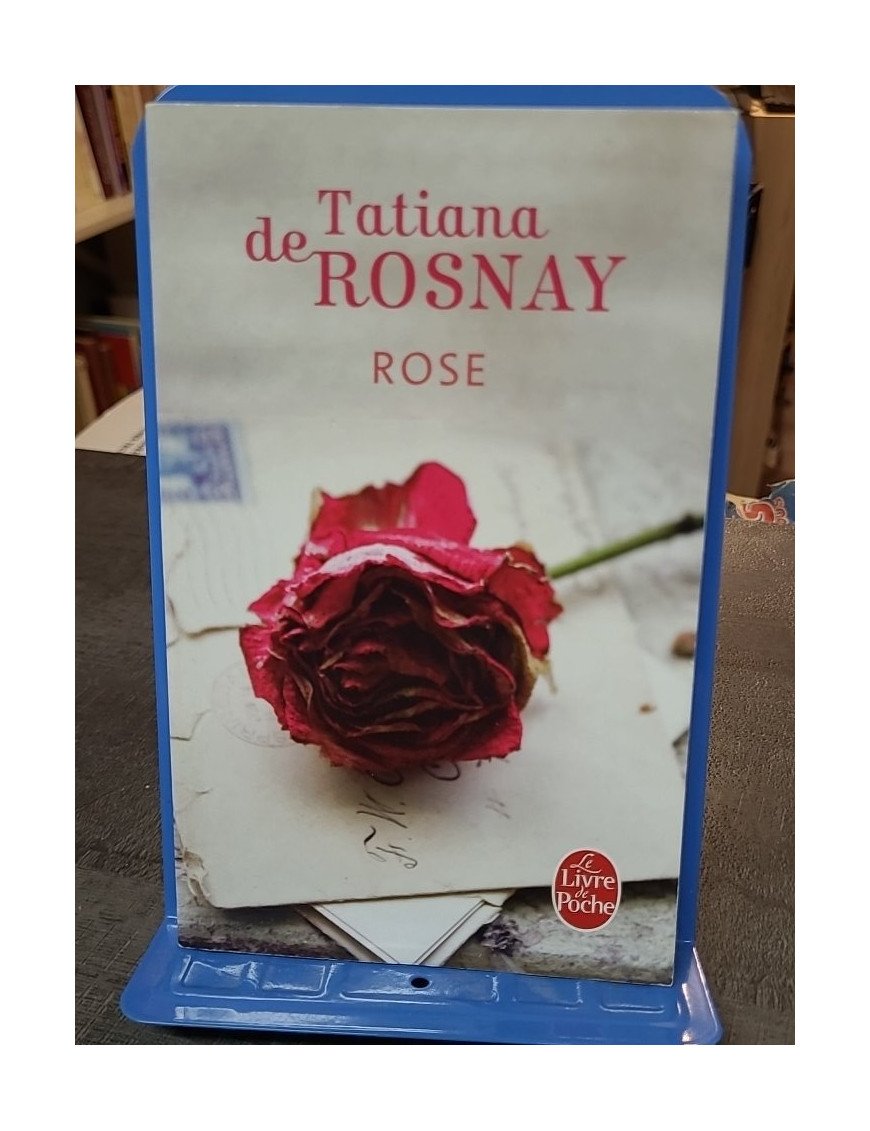 Tatiana
de ROSNAY
ROSE
Le
Livre
de
Poche